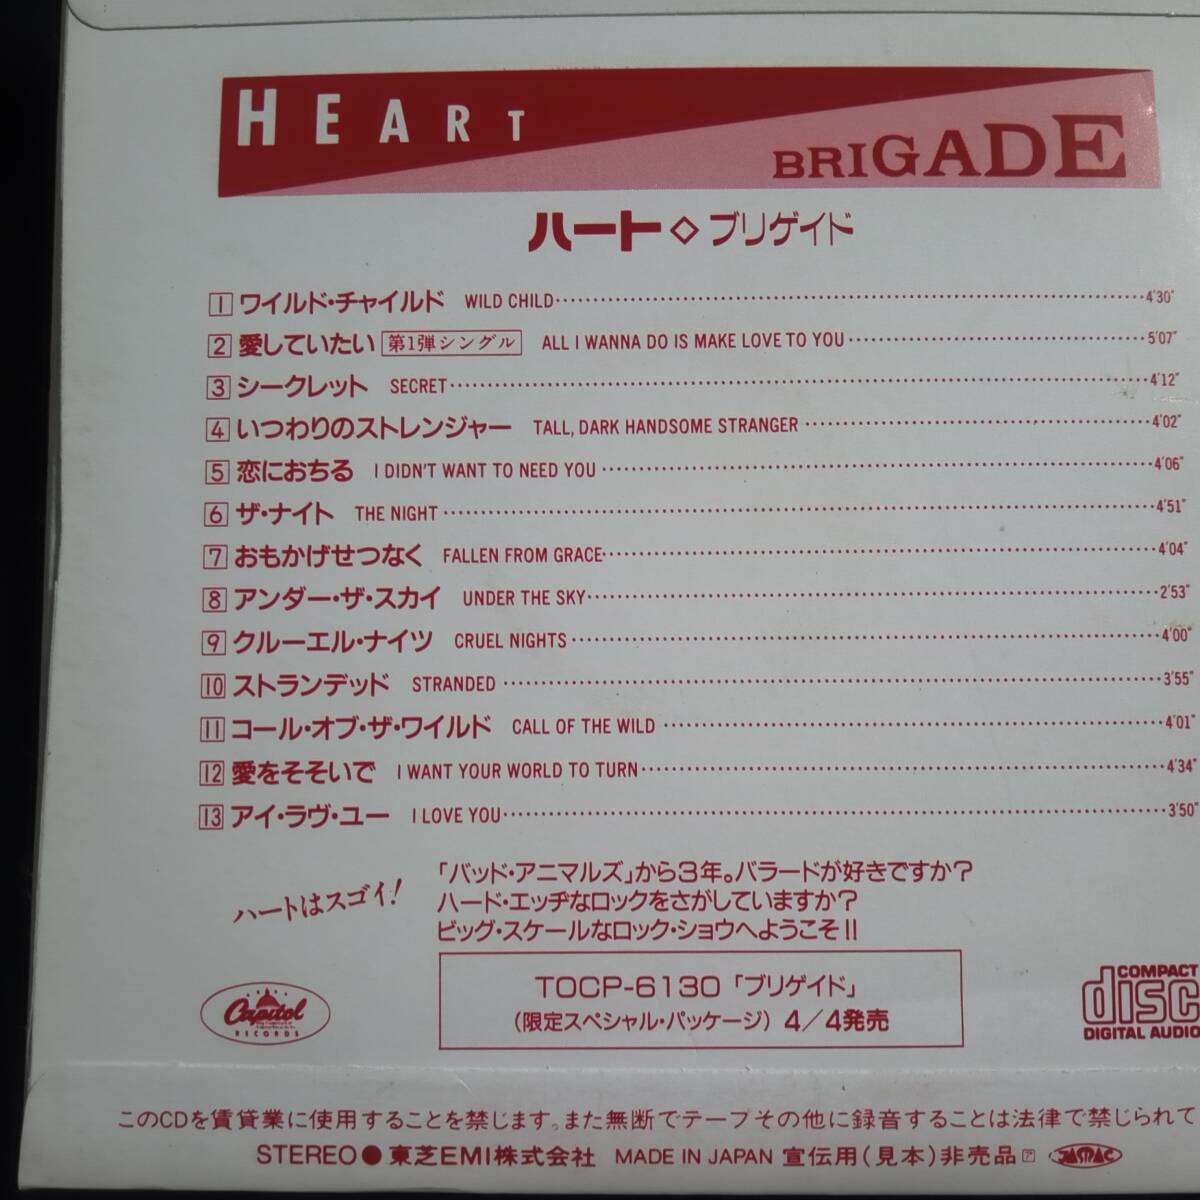 HEART
BRIGADE
ハート◇ブリゲイド
1 ワイルド・チャイルド WILD CHILD 4'30"
2 愛していたい 第1弾シングル ALL I WANNA DO IS MAKE LOVE TO YOU 5'07"
3 シークレット SECRET 4'12"
4 いつわりのストレンジャー TALL, DARK HANDSOME STRANGER 4'02"
5 恋におちる I DIDN'T WANT TO NEED YOU 4'06"
6 ザ・ナイト THE NIGHT 4'51"
7 おもかげせつなく FALLEN FROM GRACE 4'04"
8 アンダー・ザ・スカイ UNDER THE SKY 2'53"
9 クルーエル・ナイツ CRUEL NIGHTS 4'00"
10 ストランデッド STRANDED 3'55"
11 コール・オブ・ザ・ワイルド CALL OF THE WILD 4'01"
12 愛をそそいで I WANT YOUR WORLD TO TURN 4'34"
13 アイ・ラヴ・ユー I LOVE YOU 3'50"
ハートはスゴイ!
「バッド・アニマルズ」から3年。バラードが好きですか?
ハード・エッヂなロックをさがしていますか?
ビッグ・スケールなロック・ショウへようこそ!!
TOCP-6130「ブリゲイド」
(限定スペシャル・パッケージ) 4/4発売
Capitol
RECORDS
COMPACT
disc
DIGITAL AUDIO
このCDを賃貸業に使用することを禁じます。また無断でテープその他に録音することは法律で禁じられて
STEREO●東芝EMI株式会社 MADE IN JAPAN 宣伝用(見本)非売品 ア JASRAC